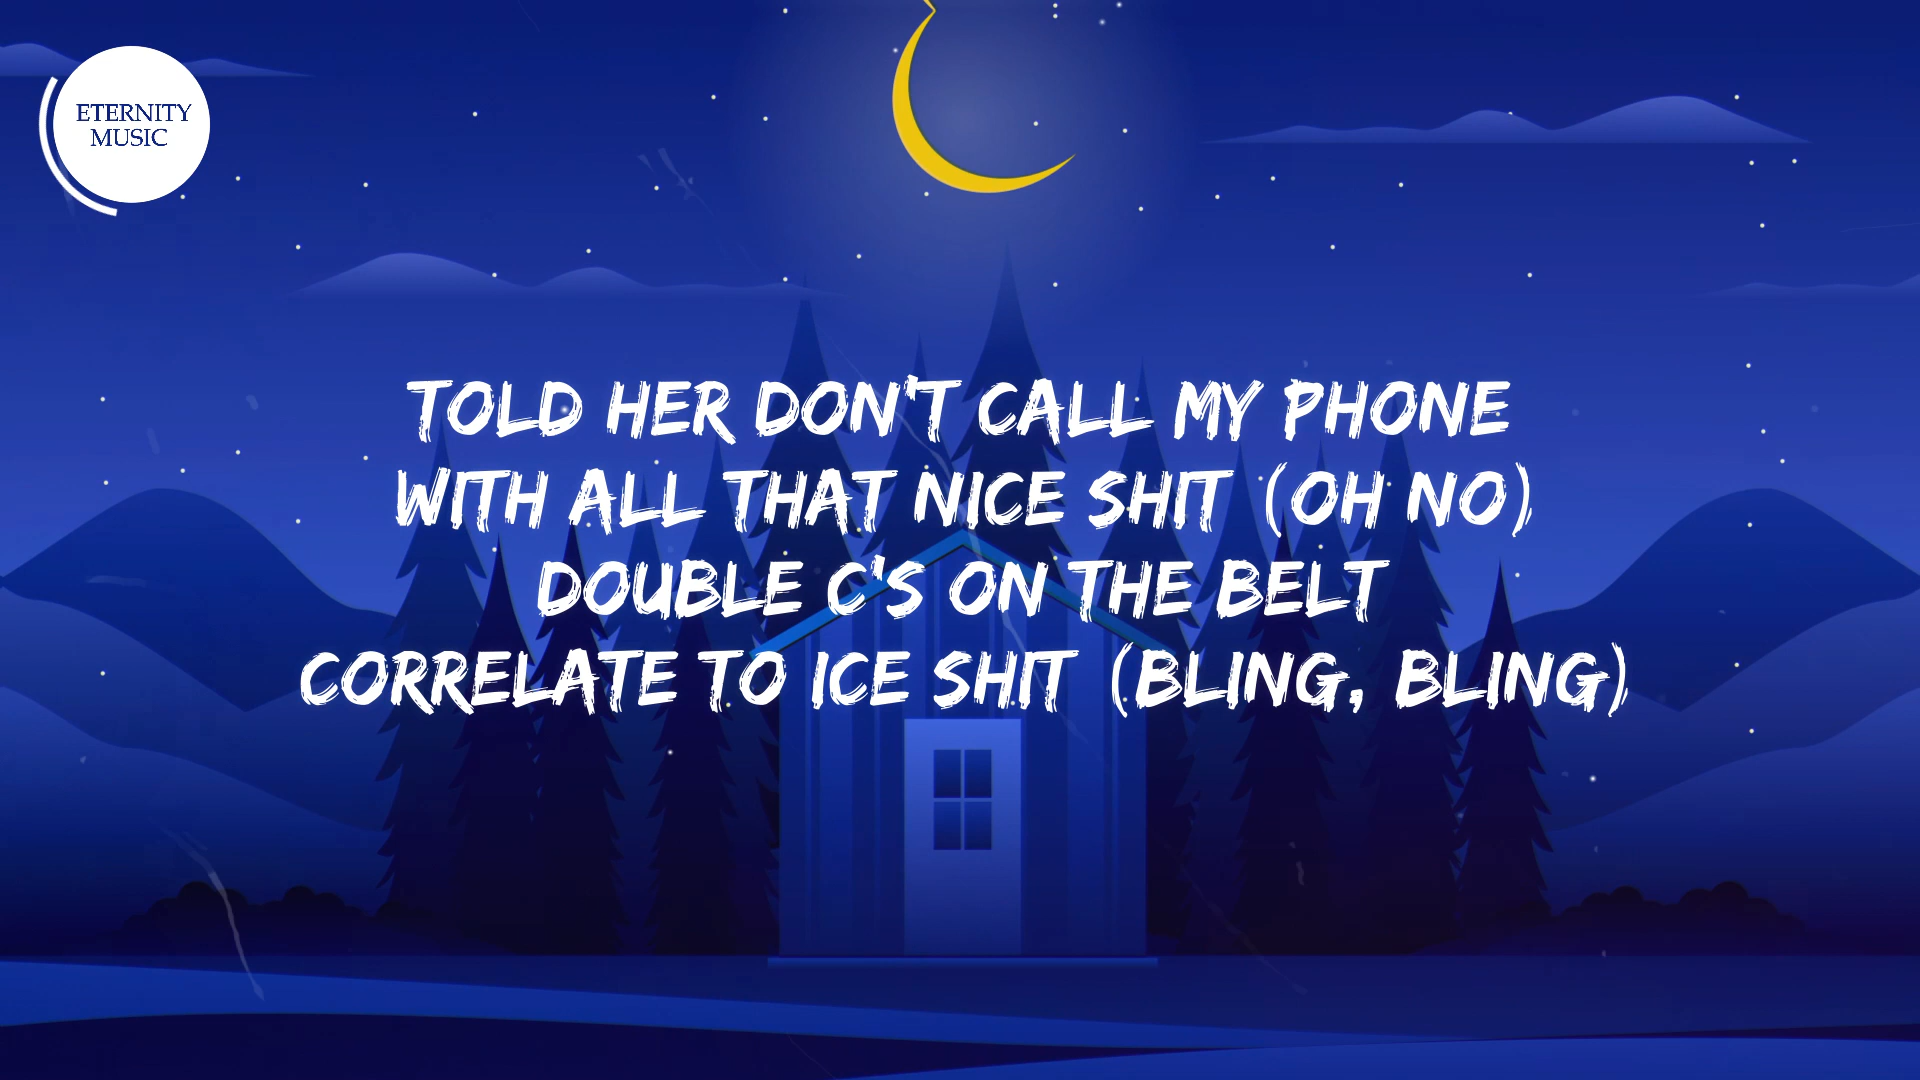 ETERNITY
MUSIC
TOLD HER DON'T CALL MY PHONE
WITH ALL THAT NICE SHIT (OH NO)
DOUBLE C'S ON THE BELT
CORRELATE TO ICE SHIT (BLING, BLING)